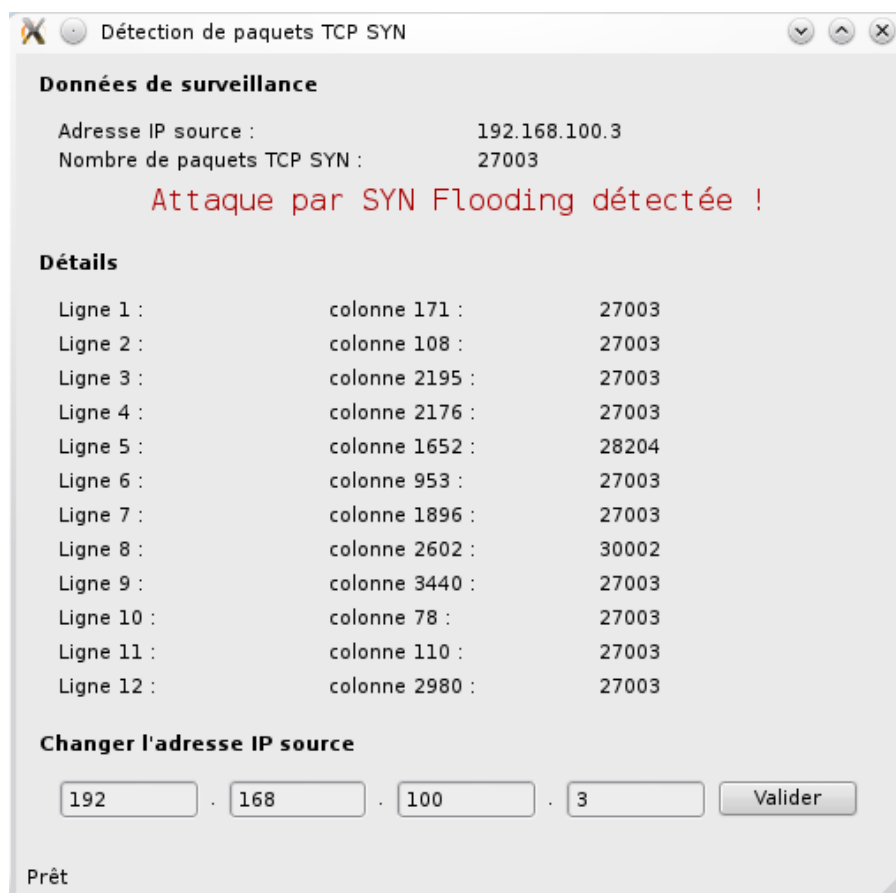 Détection de paquets TCP SYN
Données de surveillance
Adresse IP source : 192.168.100.3
Nombre de paquets TCP SYN : 27003
Attaque par SYN Flooding détectée !
Détails
Ligne 1 : colonne 171 : 27003
Ligne 2 : colonne 108 : 27003
Ligne 3 : colonne 2195 : 27003
Ligne 4 : colonne 2176 : 27003
Ligne 5 : colonne 1652 : 28204
Ligne 6 : colonne 953 : 27003
Ligne 7 : colonne 1896 : 27003
Ligne 8 : colonne 2602 : 30002
Ligne 9 : colonne 3440 : 27003
Ligne 10 : colonne 78 : 27003
Ligne 11 : colonne 110 : 27003
Ligne 12 : colonne 2980 : 27003
Changer l'adresse IP source
192 . 168 . 100 . 3 Valider
Prêt